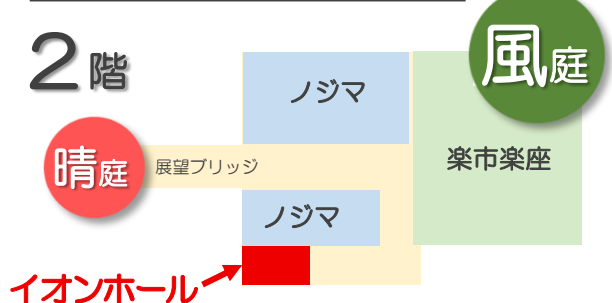 2階
風庭
ノジマ
晴庭
展望ブリッジ
楽市楽座
ノジマ
イオンホール